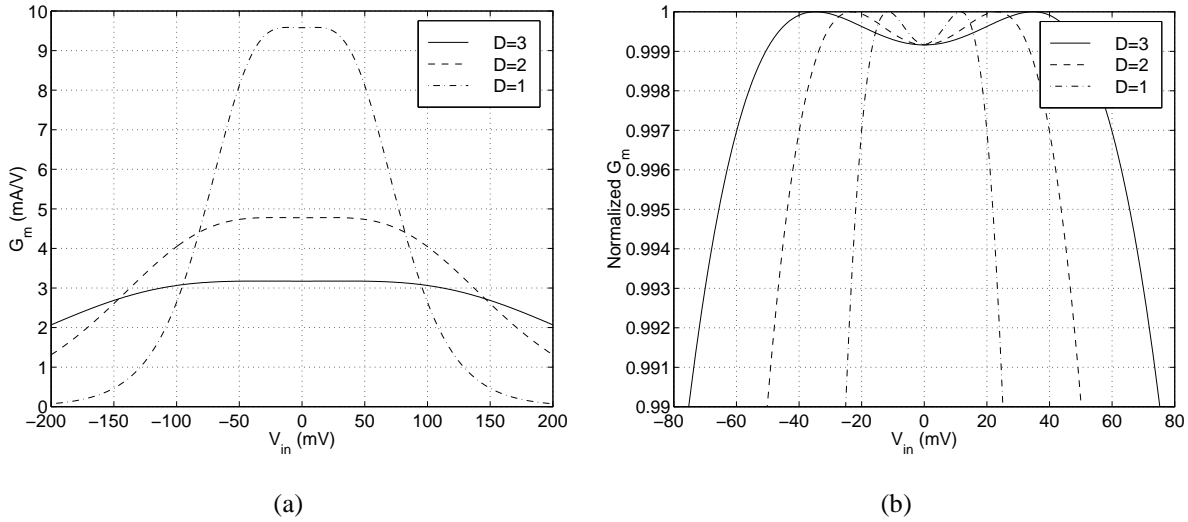 10
9
8
7
6
5
4
3
2
1
0
G_m (mA/V)
−200 −150 −100 −50 0 50 100 150 200
V_in (mV)
D=3
D=2
D=1
(a)
1
0.999
0.998
0.997
0.996
0.995
0.994
0.993
0.992
0.991
0.99
Normalized G_m
−80 −60 −40 −20 0 20 40 60 80
V_in (mV)
D=3
D=2
D=1
(b)